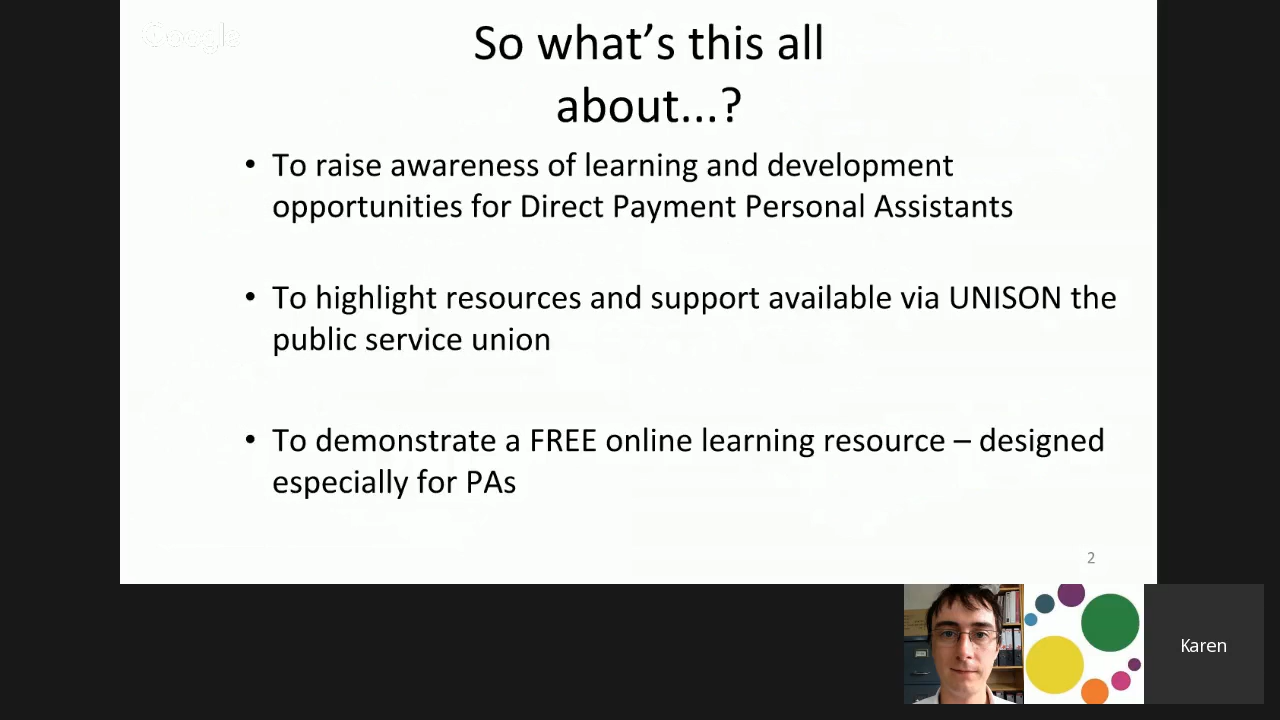 Google
So what's this all
about...?
• To raise awareness of learning and development
opportunities for Direct Payment Personal Assistants
• To highlight resources and support available via UNISON the
public service union
• To demonstrate a FREE online learning resource – designed
especially for PAs
2
Karen